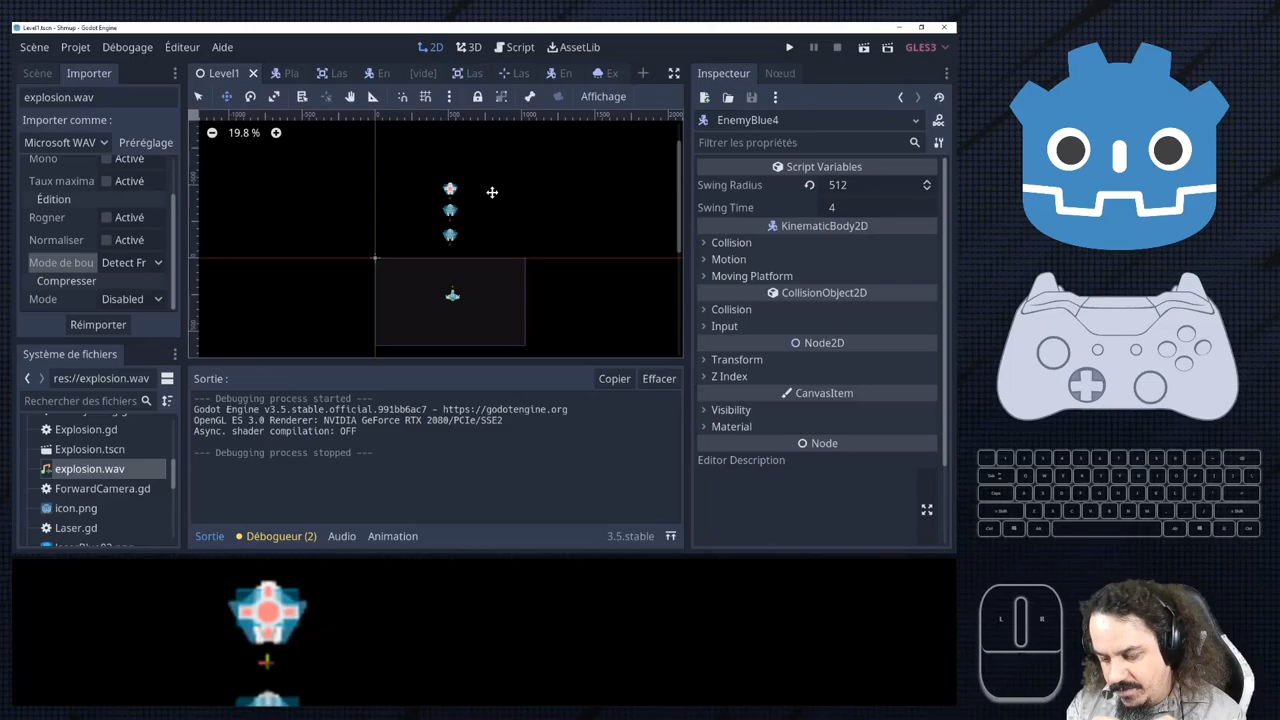 Level1.tscn - Shmup - Godot Engine
Scène Projet Débogage Éditeur Aide
2D 3D Script AssetLib
GLES3
Scène Importer
Level1 Pla Las En [vide] Las Las En Ex
Inspecteur Nœud
explosion.wav
Affichage
Importer comme :
EnemyBlue4
19.8 %
Microsoft WAV Préréglage
Filtrer les propriétés
Mono Activé
Script Variables
Taux maxima Activé
Swing Radius 512
Édition
Swing Time 4
Rogner Activé
KinematicBody2D
Normaliser Activé
Collision
Mode de bou Detect Fr
Motion
Compresser
Moving Platform
Mode Disabled
CollisionObject2D
Réimporter
Collision
Input
Node2D
Système de fichiers
Transform
res://explosion.wav
Z Index
Rechercher des fichiers
CanvasItem
Visibility
Material
Node
Editor Description
Explosion.gd
Explosion.tscn
explosion.wav
ForwardCamera.gd
icon.png
Laser.gd
Sortie : Copier Effacer
--- Debugging process started ---
Godot Engine v3.5.stable.official.991bb6ac7 - https://godotengine.org
OpenGL ES 3.0 Renderer: NVIDIA GeForce RTX 2080/PCIe/SSE2
Async. shader compilation: OFF
--- Debugging process stopped ---
Sortie Débogueur (2) Audio Animation 3.5.stable
L R